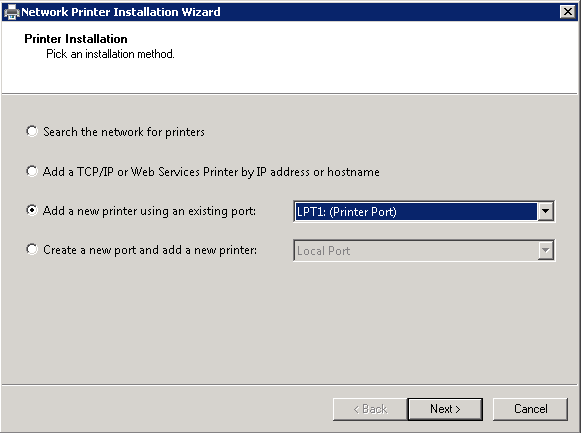 Network Printer Installation Wizard
Printer Installation
Pick an installation method.
Search the network for printers
Add a TCP/IP or Web Services Printer by IP address or hostname
Add a new printer using an existing port: LPT1: (Printer Port)
Create a new port and add a new printer: Local Port
< Back Next > Cancel